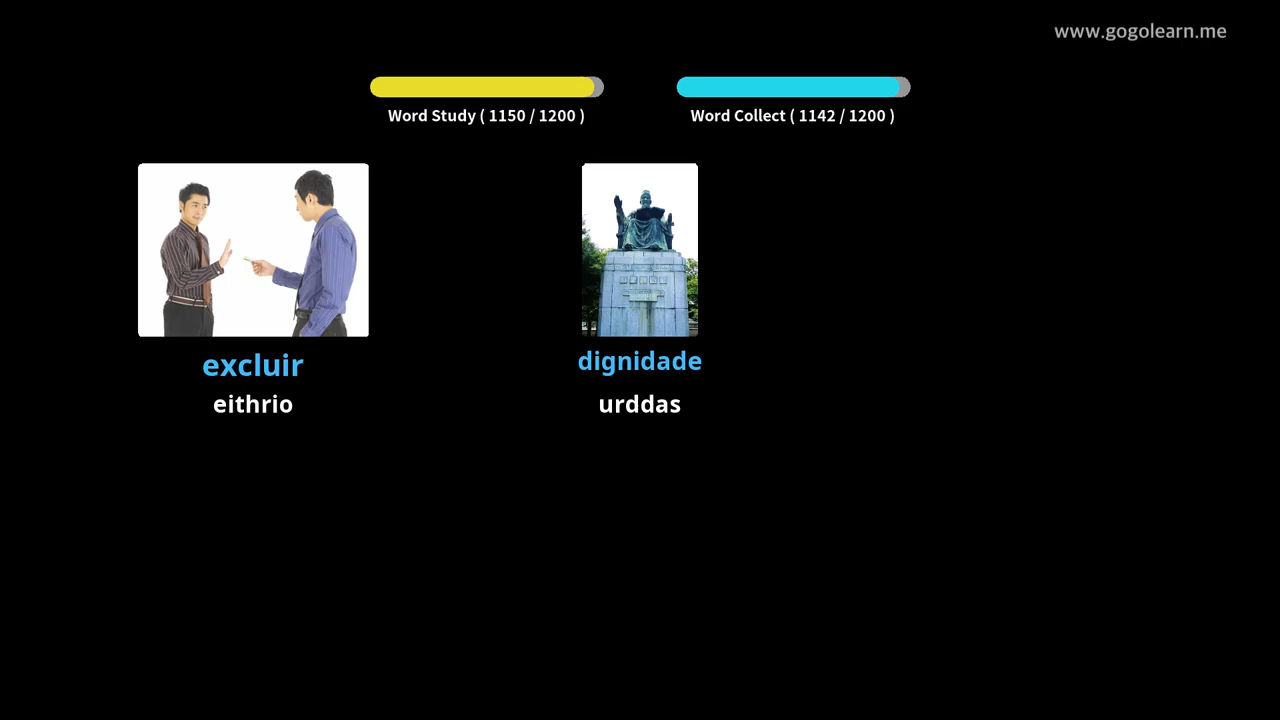 www.gogolearn.me
Word Study ( 1150 / 1200 )
Word Collect ( 1142 / 1200 )
excluir
dignidade
eithrio
urddas